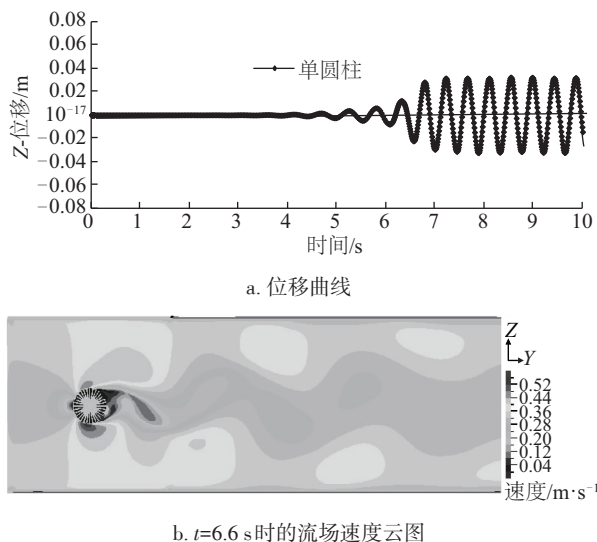 0.08
0.06
0.04
0.02
10⁻¹⁷
−0.02
−0.04
−0.06
−0.08
Z-位移/m
单圆柱
0 1 2 3 4 5 6 7 8 9 10
时间/s
a. 位移曲线
Z
Y
0.52
0.44
0.36
0.28
0.20
0.12
0.04
速度/m·s⁻¹
b. t=6.6 s时的流场速度云图